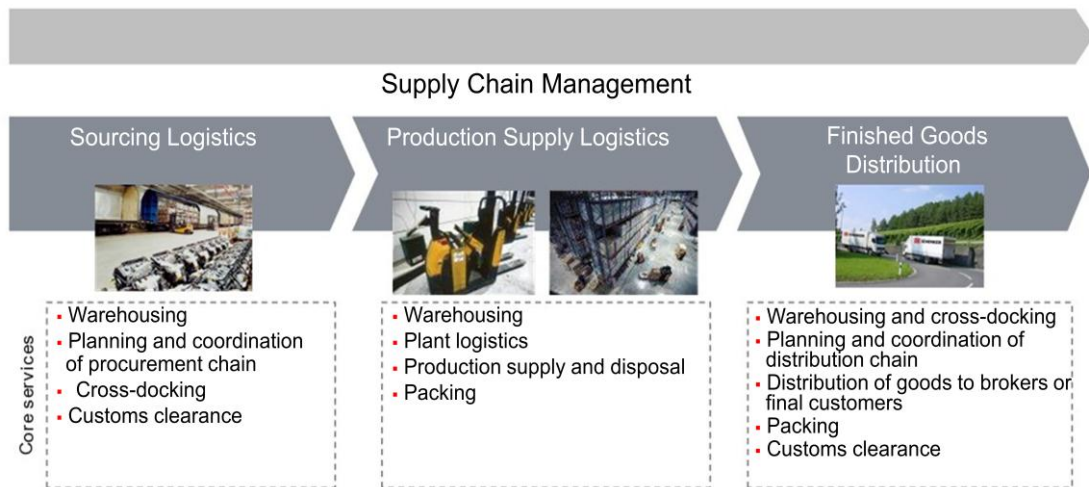 Supply Chain Management
Sourcing Logistics
Production Supply Logistics
Finished Goods
Distribution
Core services
▪ Warehousing
▪ Planning and coordination
of procurement chain
▪ Cross-docking
▪ Customs clearance
▪ Warehousing
▪ Plant logistics
▪ Production supply and disposal
▪ Packing
▪ Warehousing and cross-docking
▪ Planning and coordination of
distribution chain
▪ Distribution of goods to brokers or
final customers
▪ Packing
▪ Customs clearance